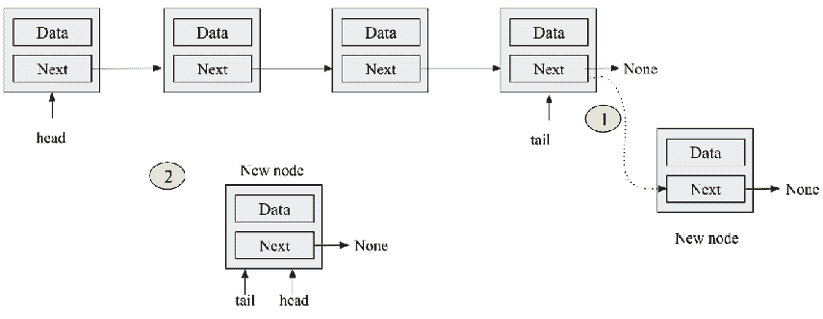 Data Data Data Data
Next Next Next Next None
head tail 1
Data
Next None
New node
2 New node
Data
Next None
tail head